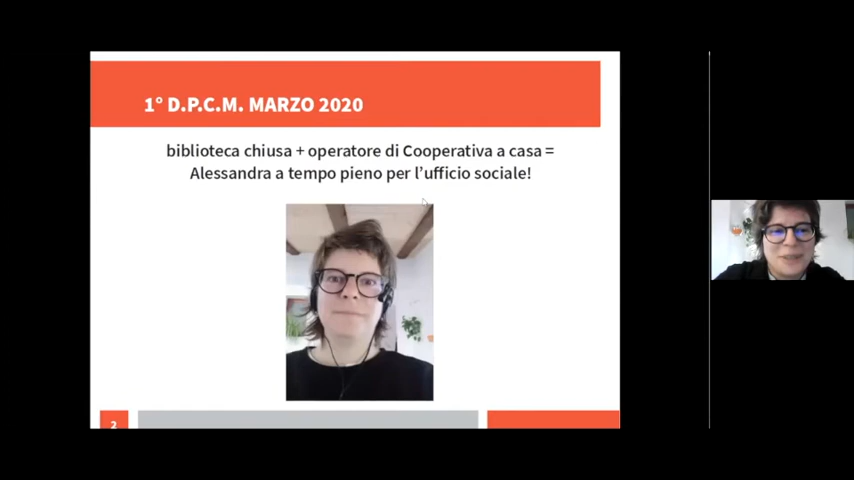 1° D.P.C.M. MARZO 2020
biblioteca chiusa + operatore di Cooperativa a casa =
Alessandra a tempo pieno per l'ufficio sociale!
2